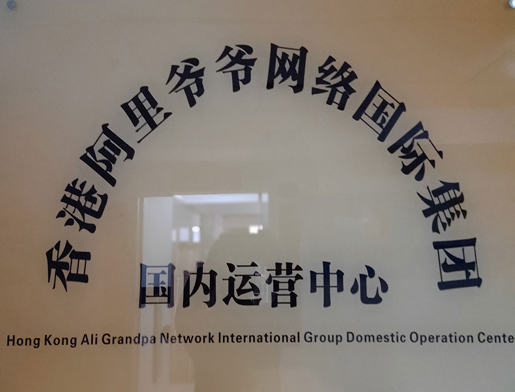 香港阿里爷爷网络国际集团
国内运营中心
Hong Kong Ali Grandpa Network International Group Domestic Operation Cente